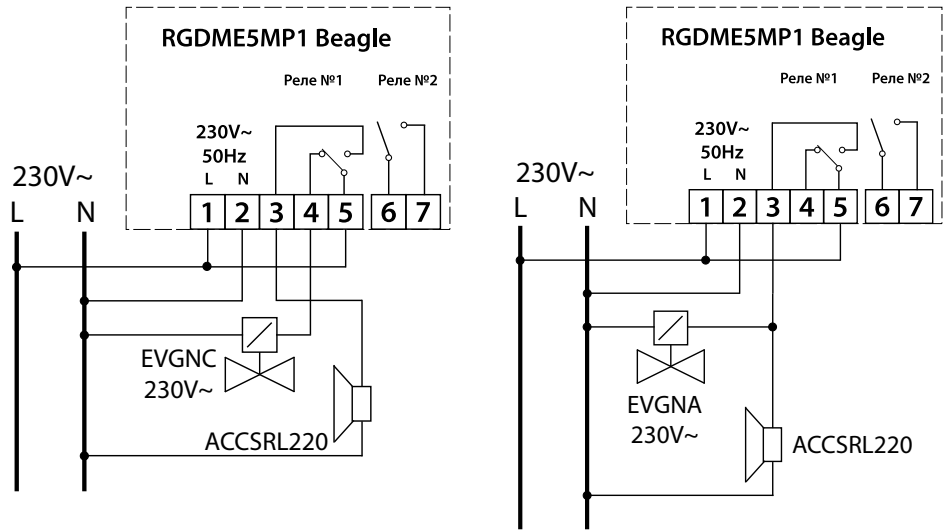 RGDME5MP1 Beagle
Реле №1 Реле №2
230V~
50Hz
L N
230V~
L N
1 2 3 4 5 6 7
EVGNC
230V~
ACCSRL220
RGDME5MP1 Beagle
Реле №1 Реле №2
230V~
50Hz
L N
230V~
L N
1 2 3 4 5 6 7
EVGNA
230V~
ACCSRL220